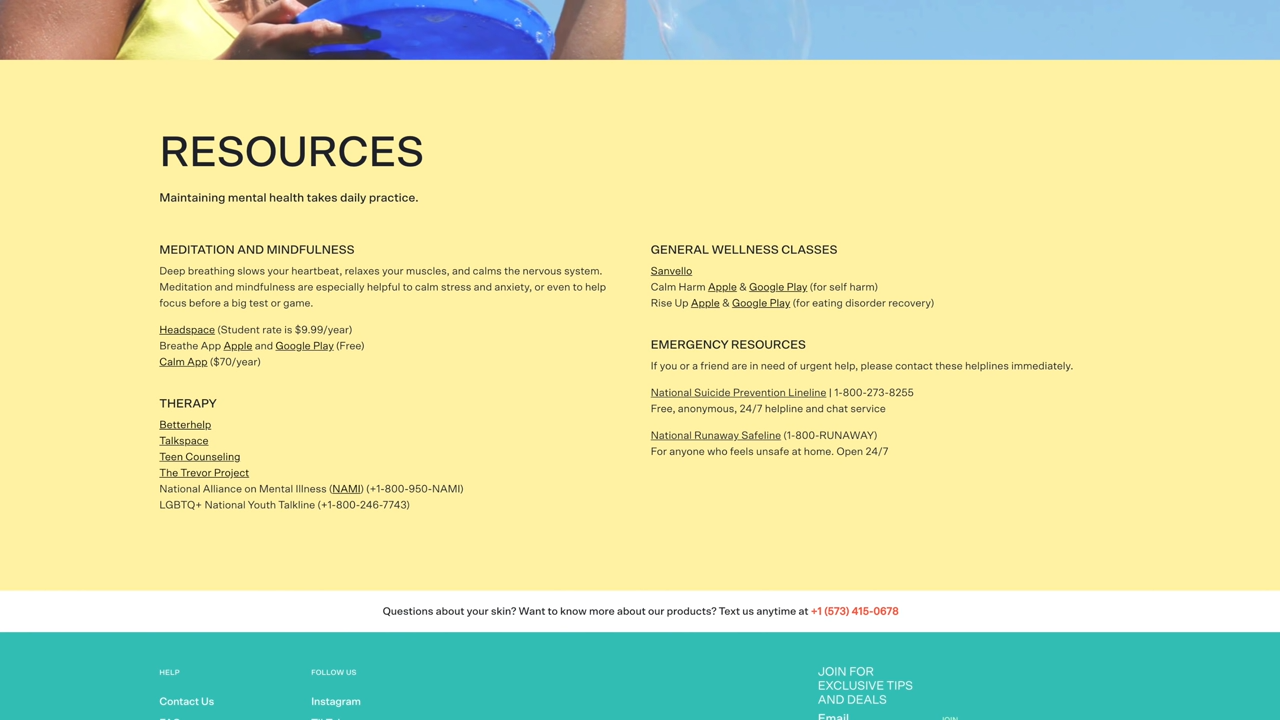 RESOURCES
Maintaining mental health takes daily practice.
MEDITATION AND MINDFULNESS
Deep breathing slows your heartbeat, relaxes your muscles, and calms the nervous system.
Meditation and mindfulness are especially helpful to calm stress and anxiety, or even to help
focus before a big test or game.
Headspace (Student rate is $9.99/year)
Breathe App Apple and Google Play (Free)
Calm App ($70/year)
THERAPY
Betterhelp
Talkspace
Teen Counseling
The Trevor Project
National Alliance on Mental Illness (NAMI) (+1-800-950-NAMI)
LGBTQ+ National Youth Talkline (+1-800-246-7743)
GENERAL WELLNESS CLASSES
Sanvello
Calm Harm Apple & Google Play (for self harm)
Rise Up Apple & Google Play (for eating disorder recovery)
EMERGENCY RESOURCES
If you or a friend are in need of urgent help, please contact these helplines immediately.
National Suicide Prevention Lineline | 1-800-273-8255
Free, anonymous, 24/7 helpline and chat service
National Runaway Safeline (1-800-RUNAWAY)
For anyone who feels unsafe at home. Open 24/7
Questions about your skin? Want to know more about our products? Text us anytime at +1 (573) 415-0678
HELP
Contact Us
FOLLOW US
Instagram
JOIN FOR
EXCLUSIVE TIPS
AND DEALS
Email
JOIN